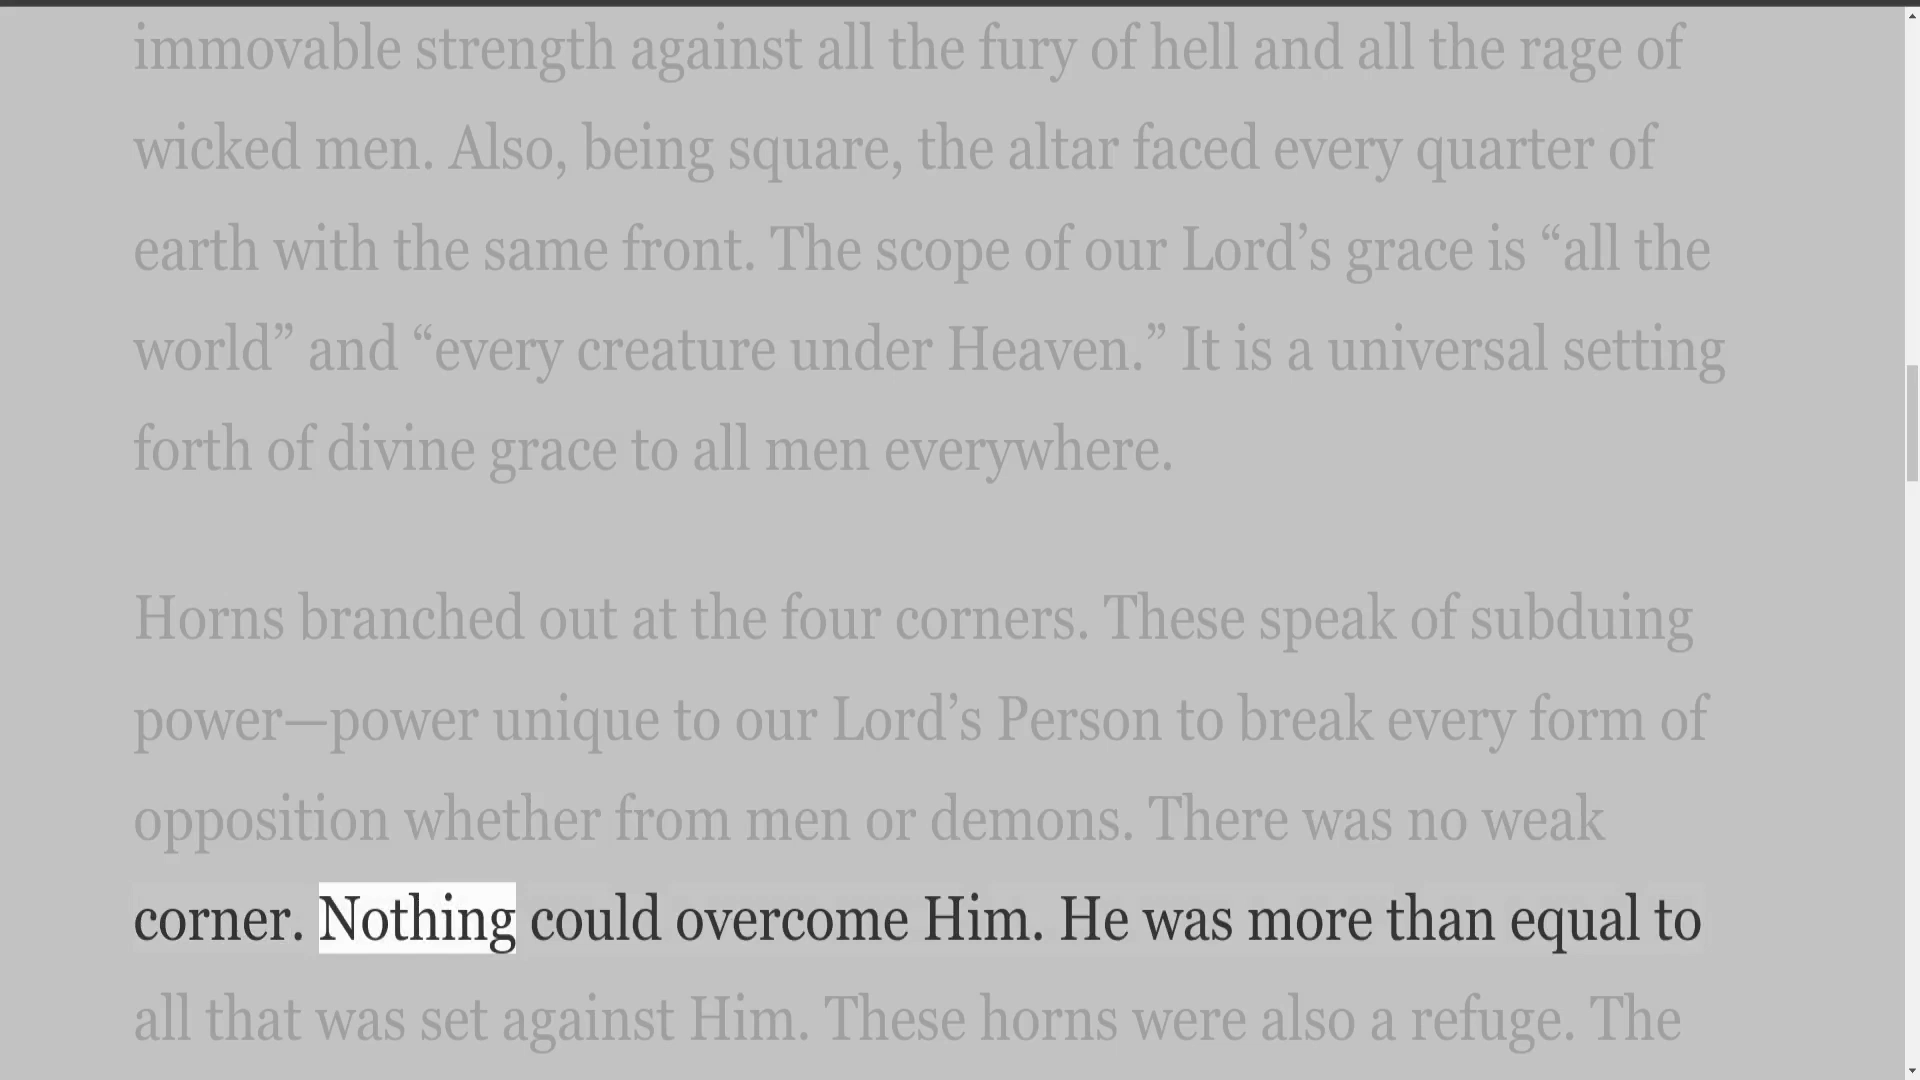 immovable strength against all the fury of hell and all the rage of
wicked men. Also, being square, the altar faced every quarter of
earth with the same front. The scope of our Lord’s grace is “all the
world” and “every creature under Heaven.” It is a universal setting
forth of divine grace to all men everywhere.
Horns branched out at the four corners. These speak of subduing
power—power unique to our Lord’s Person to break every form of
opposition whether from men or demons. There was no weak
corner. Nothing could overcome Him. He was more than equal to
all that was set against Him. These horns were also a refuge. The